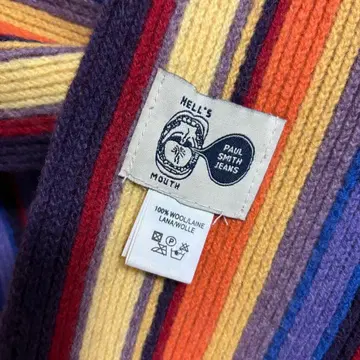 HELL'S
MOUTH
PAUL
SMITH
JEANS
100% WOOL/LAINE
LANA/WOLLE
P